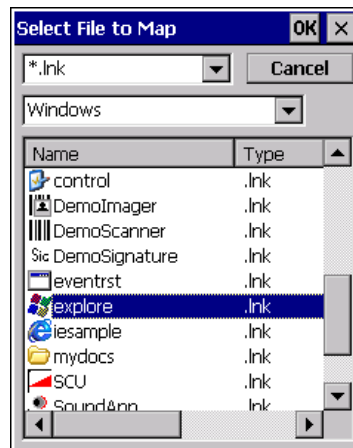 Select File to Map OK ×
*.lnk Cancel
Windows
Name Type
control .lnk
DemoImager .lnk
DemoScanner .lnk
Sic DemoSignature .lnk
eventrst .lnk
explore .lnk
iesample .lnk
mydocs .lnk
SCU .lnk
SoundApp .lnk